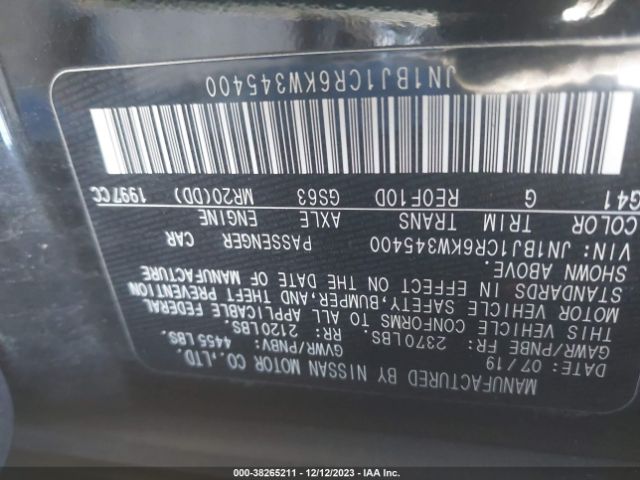 MANUFACTURED BY NISSAN MOTOR CO.,LTD.
DATE: 07/19 GVWR/PNBV: 4455 LBS.
GAWR/PNBE FR: 2370LBS. RR: 2120LBS.
THIS VEHICLE CONFORMS TO ALL APPLICABLE FEDERAL
MOTOR VEHICLE SAFETY, BUMPER, AND THEFT PREVENTION
STANDARDS IN EFFECT ON THE DATE OF MANUFACTURE
SHOWN ABOVE.
VIN: JN1BJ1CR6KW345400 PASSENGER CAR
COLOR TRIM TRANS AXLE ENGINE
G41 G RE0F10D GS63 MR20(DD) 1997CC
JN1BJ1CR6KW345400
000-38265211 - 12/12/2023 - IAA Inc.